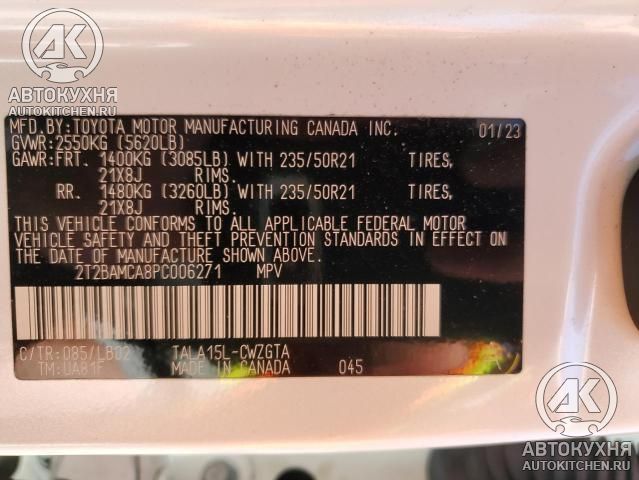 АК
АВТОКУХНЯ
AUTOKITCHEN.RU
MFD.BY:TOYOTA MOTOR MANUFACTURING CANADA INC. 01/23
GVWR:2550KG (5620LB)
GAWR:FRT. 1400KG (3085LB) WITH 235/50R21 TIRES,
21X8J RIMS.
RR. 1480KG (3260LB) WITH 235/50R21 TIRES,
21X8J RIMS.
THIS VEHICLE CONFORMS TO ALL APPLICABLE FEDERAL MOTOR
VEHICLE SAFETY AND THEFT PREVENTION STANDARDS IN EFFECT ON
THE DATE OF MANUFACTURE SHOWN ABOVE.
2T2BAMCA8PC006271 MPV
C/TR:085/LB02 TALA15L-CWZGTA
TM:UA81F MADE IN CANADA 045
АК
АВТОКУХНЯ
AUTOKITCHEN.RU